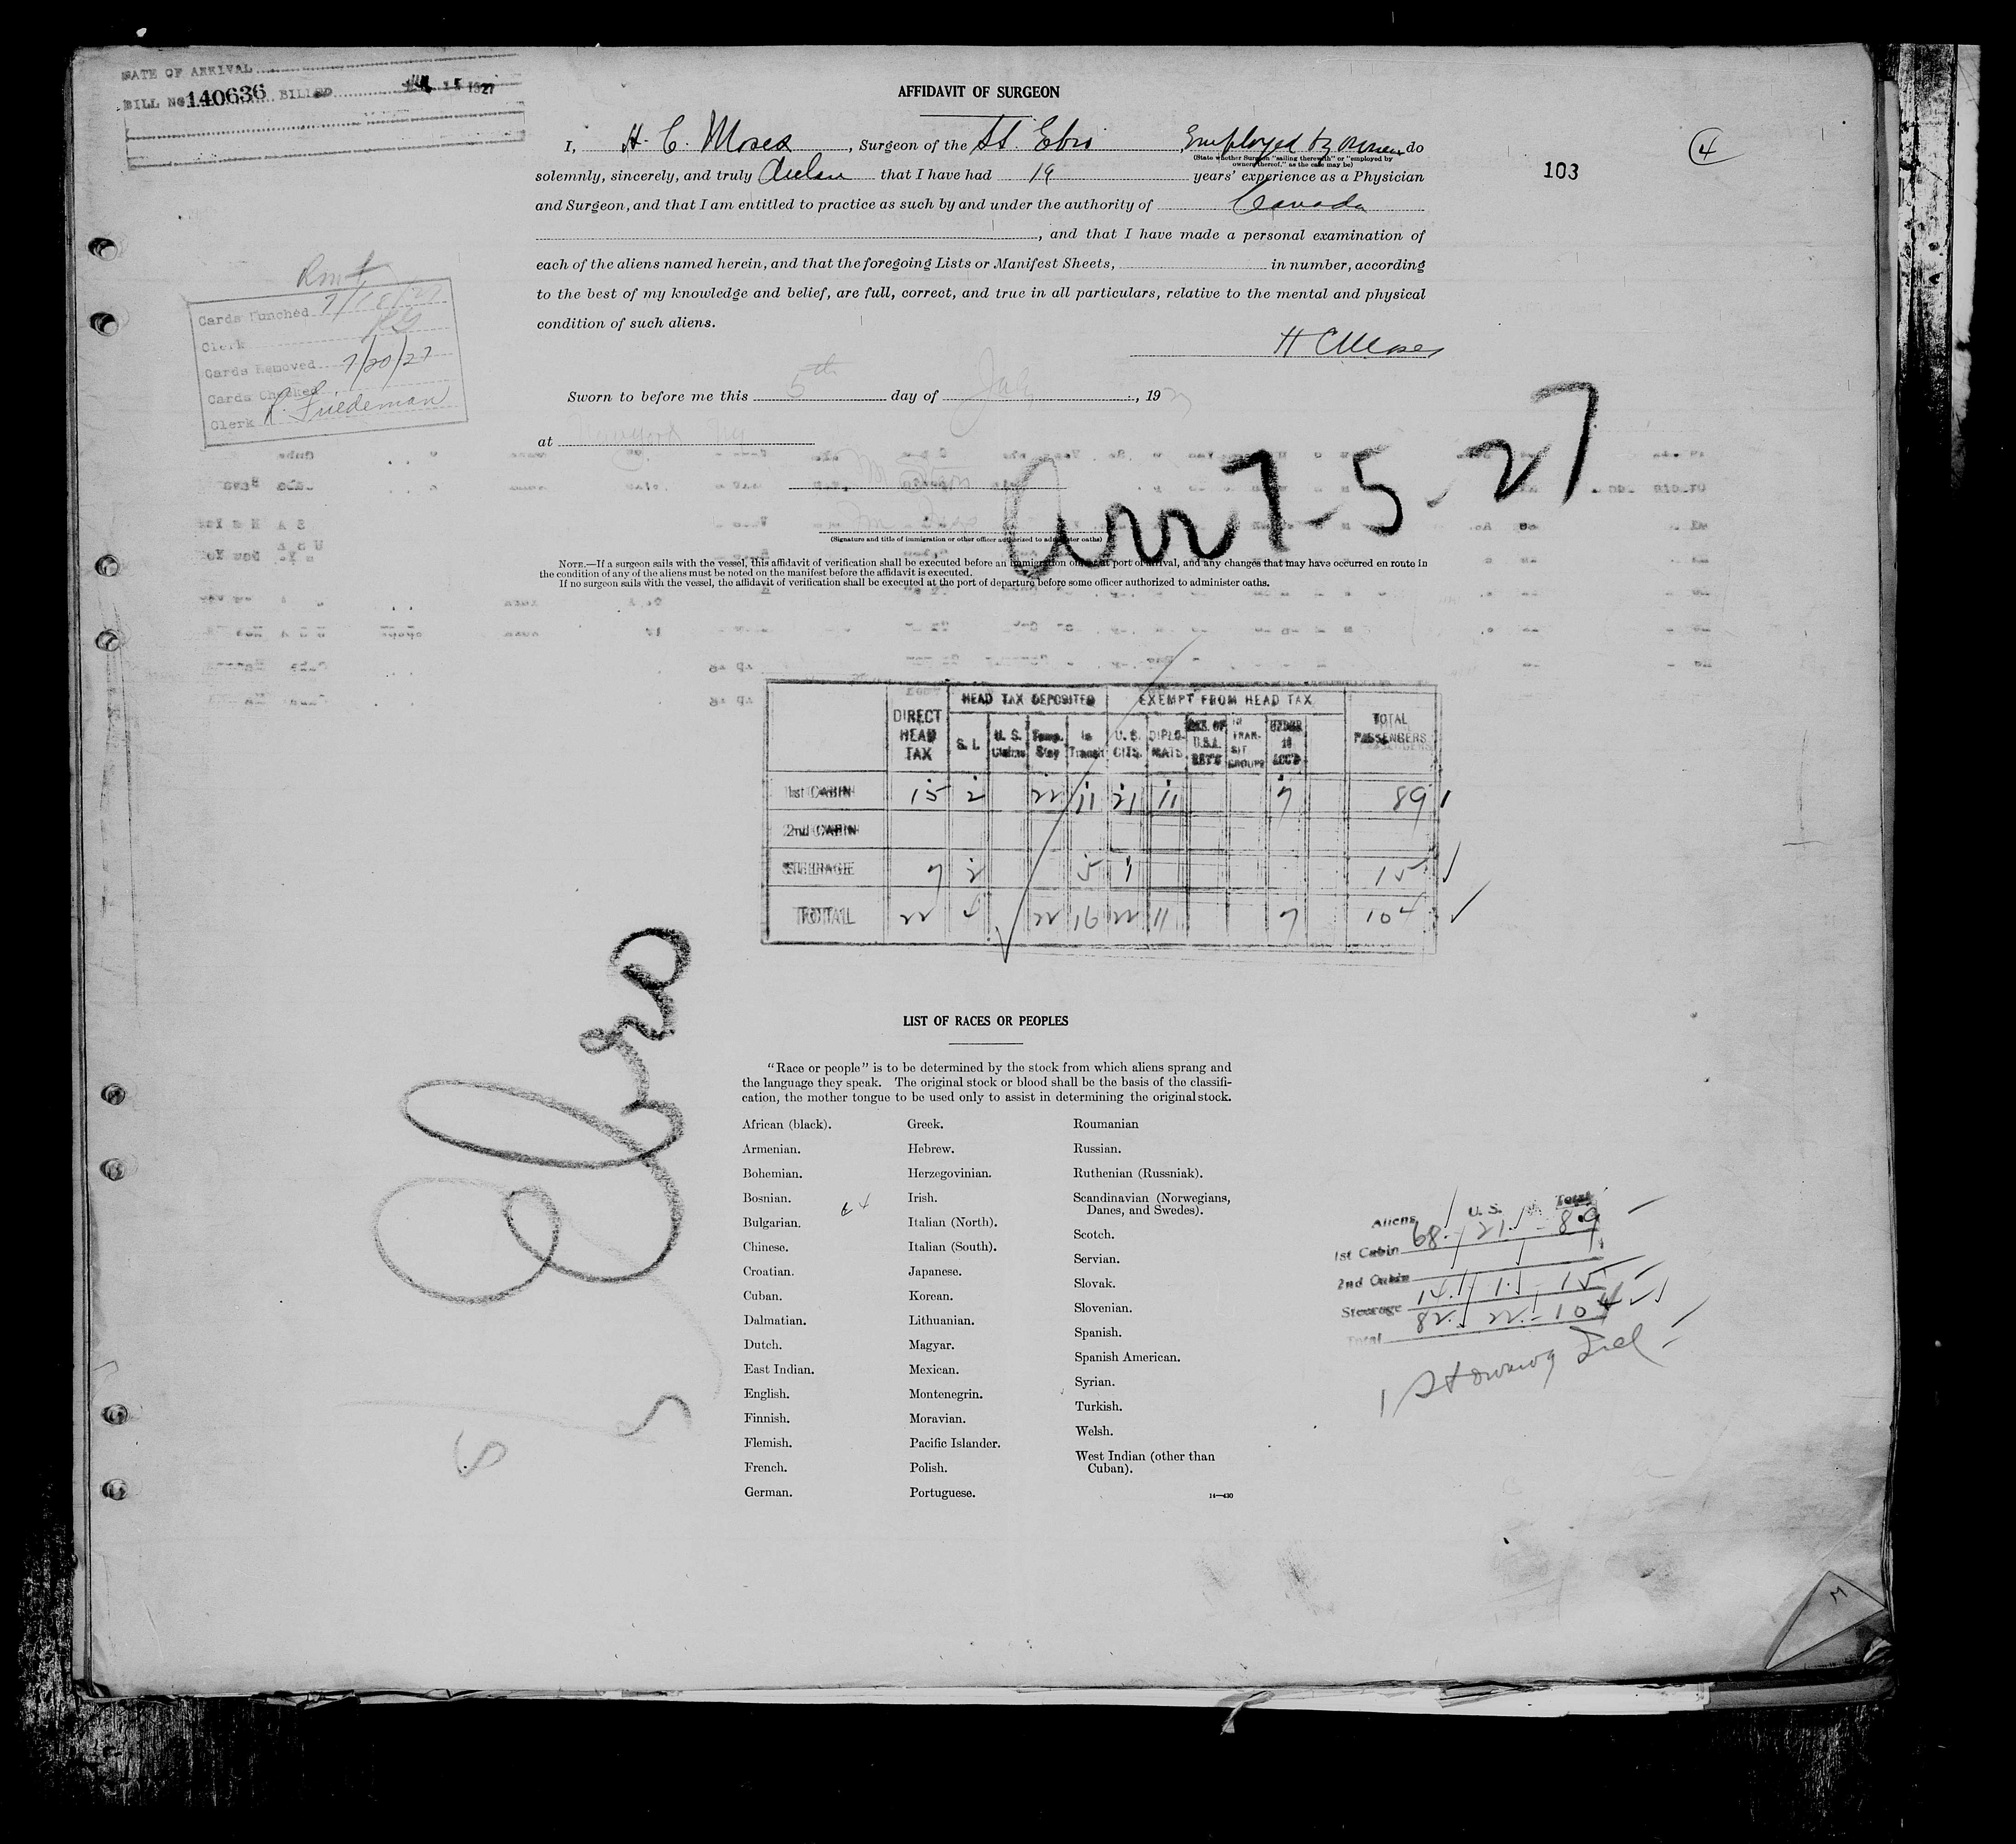 DATE OF ARRIVAL
BILL NO 140636 BILLED 15 1927
AFFIDAVIT OF SURGEON
I, H. C. Moses, Surgeon of the SS. Ebro, Employed by owners do
(State whether Surgeon "sailing therewith" or "employed by
owners thereof," as the case may be)
4
103
solemnly, sincerely, and truly that I have had 19 years' experience as a Physician
and Surgeon, and that I am entitled to practice as such by and under the authority of Canada
, and that I have made a personal examination of
each of the aliens named herein, and that the foregoing Lists or Manifest Sheets, in number, according
to the best of my knowledge and belief, are full, correct, and true in all particulars, relative to the mental and physical
condition of such aliens.
H C Moses
Cards Punched
Clerk
Cards Removed 7/20/27
Cards Checked
Clerk R. Friedeman
Sworn to before me this 5th day of July, 192
at
Arr 7-5-27
(Signature and title of immigration or other officer authorized to administer oaths)
NOTE.—If a surgeon sails with the vessel, this affidavit of verification shall be executed before an immigration officer at port of arrival, and any changes that may have occurred en route in
the condition of any of the aliens must be noted on the manifest before the affidavit is executed.
If no surgeon sails with the vessel, the affidavit of verification shall be executed at the port of departure before some officer authorized to administer oaths.
HEAD TAX DEPOSITED EXEMPT FROM HEAD TAX
DIRECT HEAD TAX S. I. U. S. Claims Temp. Stay In Transit U. S. CITS. DIPLOMATS RES. OF U.S.A. RET'G IN TRANSIT GROUPS UNDER 16 ACC'D TOTAL PASSENGERS
1st CABIN 15 2 22 11 21 11 7 89
2nd CABIN
STEERAGE 7 2 5 1 15
TOTAL 22 4 22 16 22 11 7 104
Ebro
LIST OF RACES OR PEOPLES
"Race or people" is to be determined by the stock from which aliens sprang and
the language they speak. The original stock or blood shall be the basis of the classifi-
cation, the mother tongue to be used only to assist in determining the original stock.
African (black).
Armenian.
Bohemian.
Bosnian.
Bulgarian.
Chinese.
Croatian.
Cuban.
Dalmatian.
Dutch.
East Indian.
English.
Finnish.
Flemish.
French.
German.
Greek.
Hebrew.
Herzegovinian.
Irish.
Italian (North).
Italian (South).
Japanese.
Korean.
Lithuanian.
Magyar.
Mexican.
Montenegrin.
Moravian.
Pacific Islander.
Polish.
Portuguese.
Roumanian
Russian.
Ruthenian (Russniak).
Scandinavian (Norwegians,
Danes, and Swedes).
Scotch.
Servian.
Slovak.
Slovenian.
Spanish.
Spanish American.
Syrian.
Turkish.
Welsh.
West Indian (other than
Cuban).
14—430
Aliens U. S. Total
1st Cabin 68 21 89
2nd Cabin
Steerage 14 1 15
Total 82 22 104
1 Stowaway
M